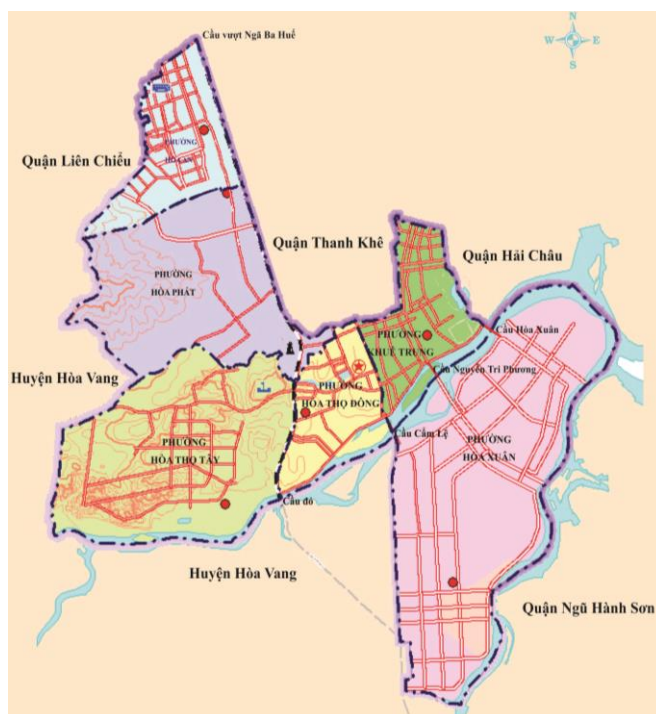 N
W E
S
Cầu vượt Ngã Ba Huế
PHƯỜNG
HÒA AN
Quận Liên Chiểu
Quận Thanh Khê
Quận Hải Châu
PHƯỜNG
HÒA PHÁT
Cầu Hòa Xuân
PHƯỜNG
KHUÊ TRUNG
Huyện Hòa Vang
Cầu Nguyễn Tri Phương
PHƯỜNG
HÒA THỌ ĐÔNG
Cầu Cẩm Lệ
PHƯỜNG
HÒA THỌ TÂY
PHƯỜNG
HÒA XUÂN
Cầu đỏ
Huyện Hòa Vang
Quận Ngũ Hành Sơn